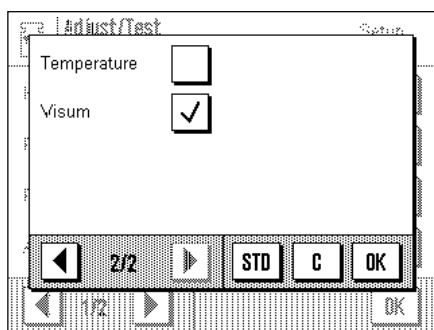 Adjust/Test Setup
Temperature
Visum
2/2 STD C OK
1/2 OK